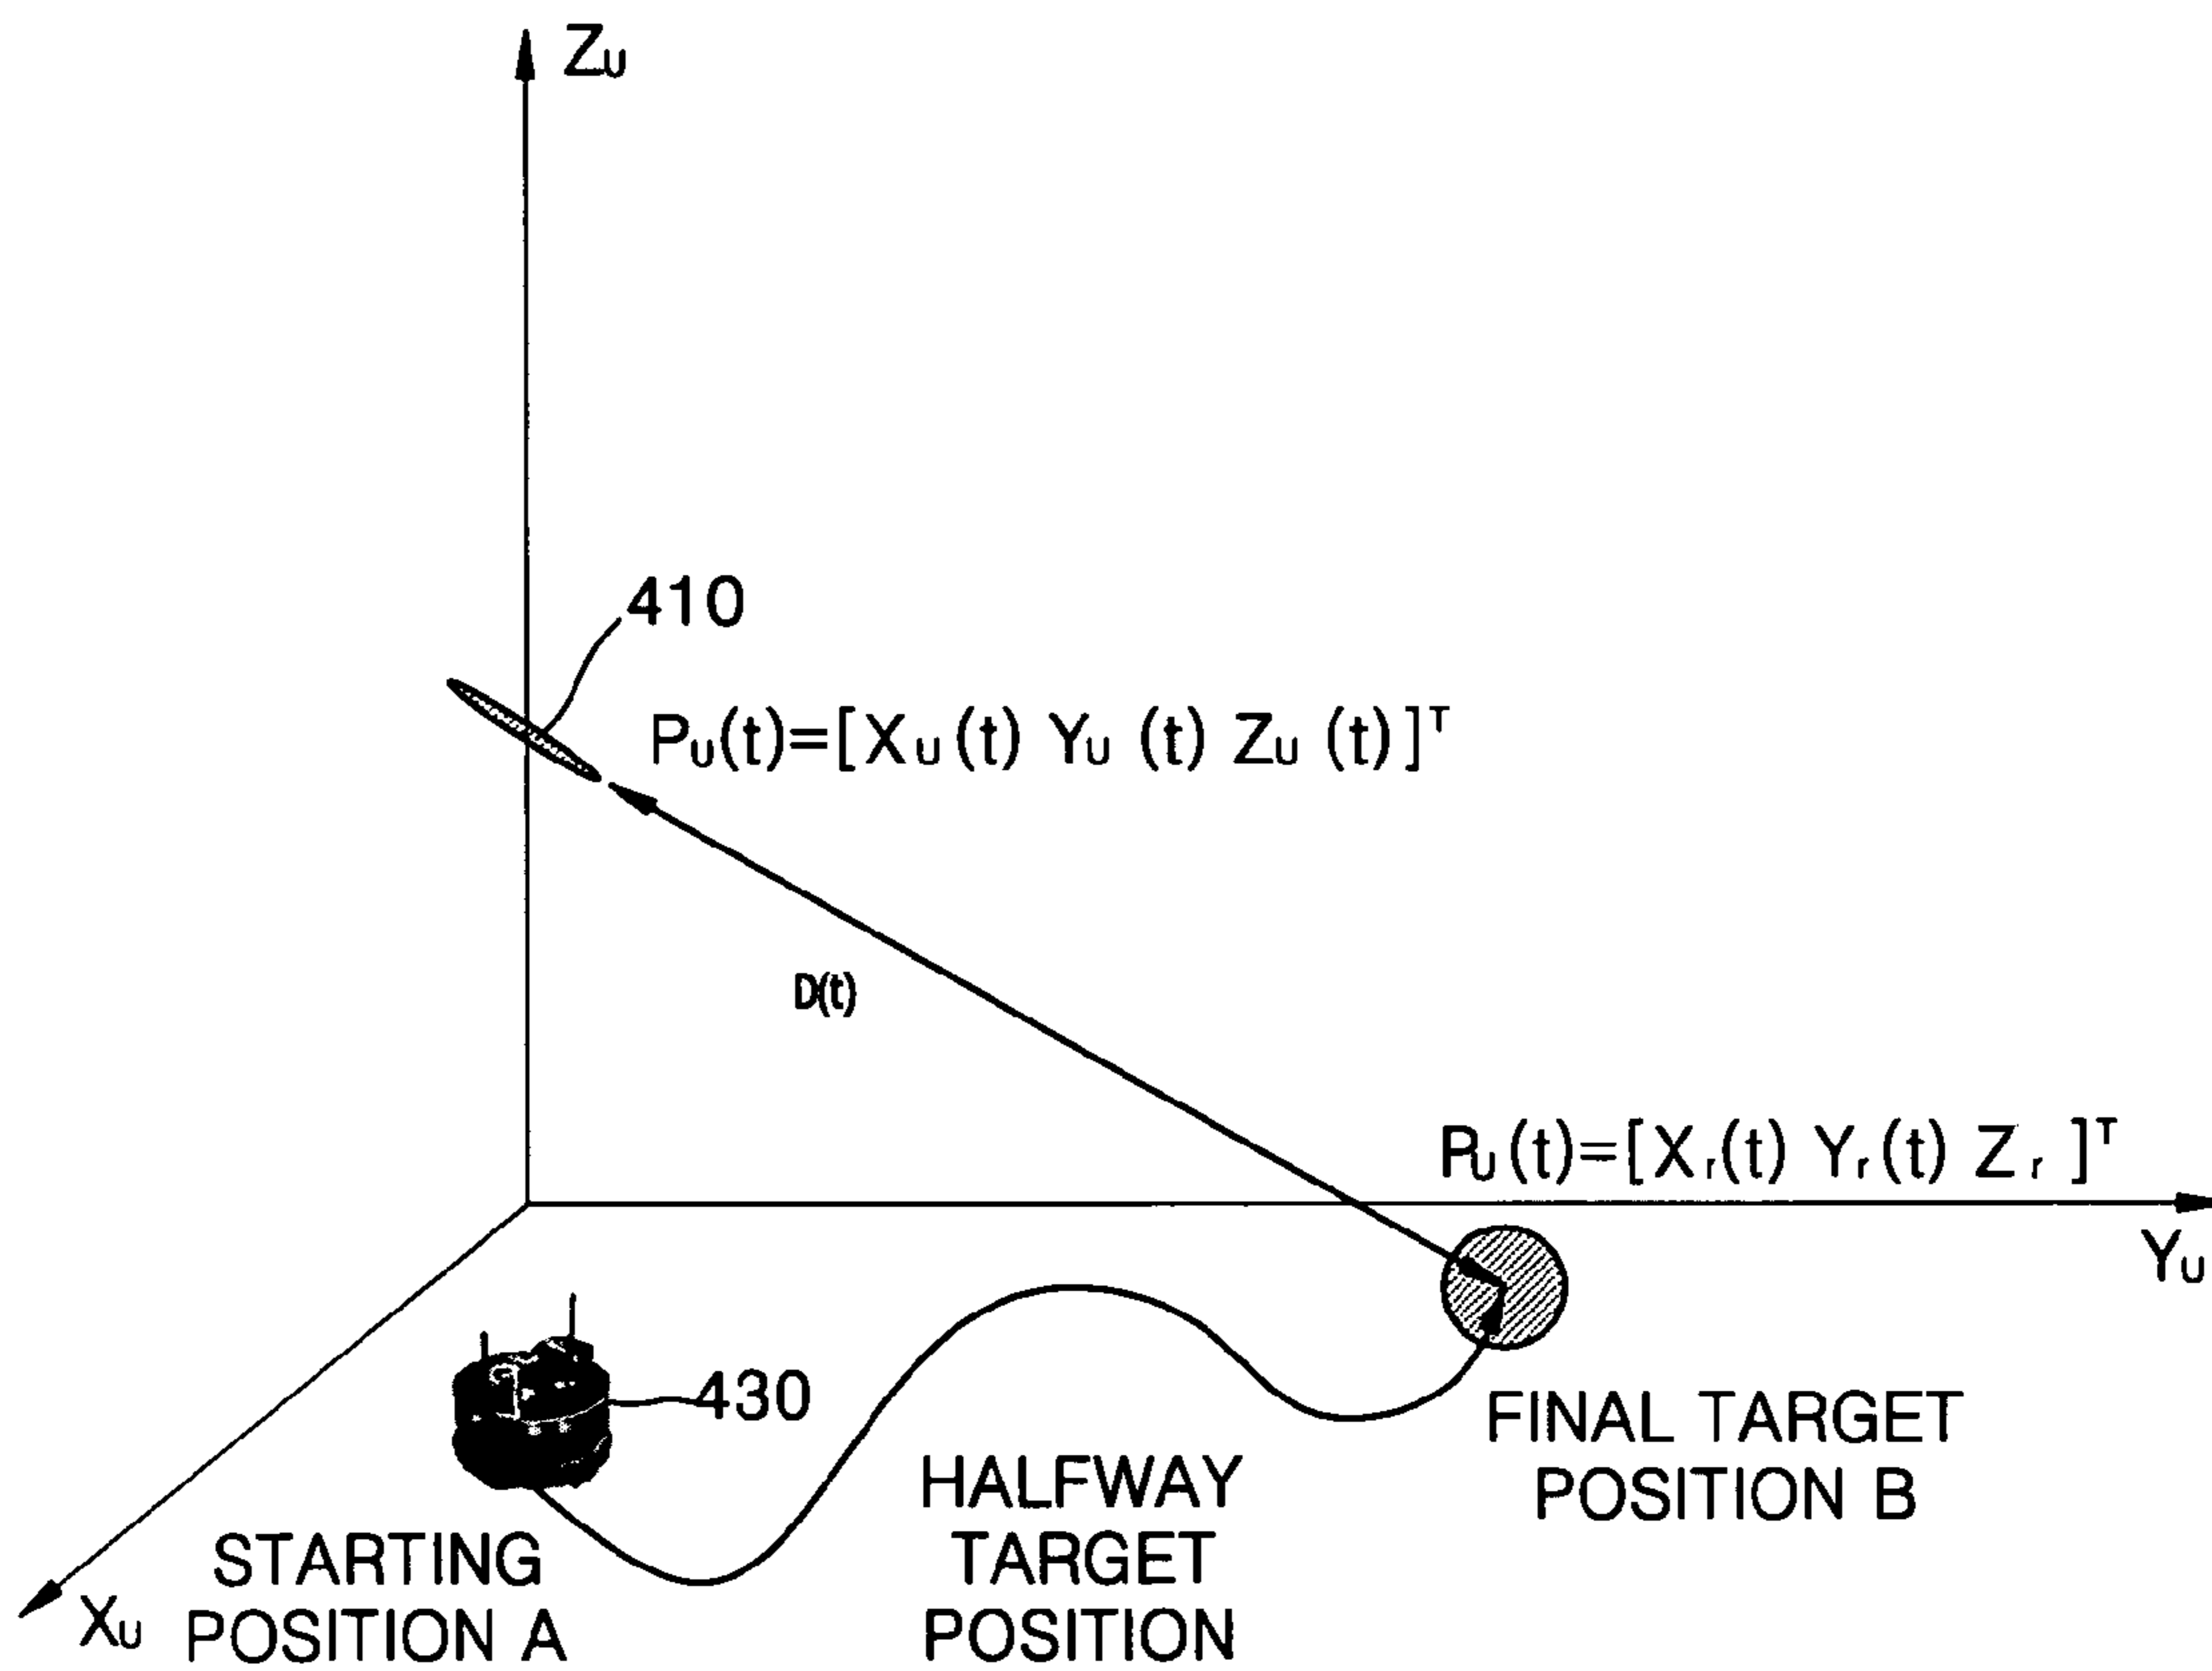 Zᵤ
410
Pᵤ(t)=[Xᵤ(t) Yᵤ(t) Zᵤ(t)]ᵀ
D(t)
Pᵤ(t)=[Xᵣ(t) Yᵣ(t) Zᵣ]ᵀ
Yᵤ
430
FINAL TARGET
POSITION B
HALFWAY
TARGET
POSITION
STARTING
POSITION A
Xᵤ